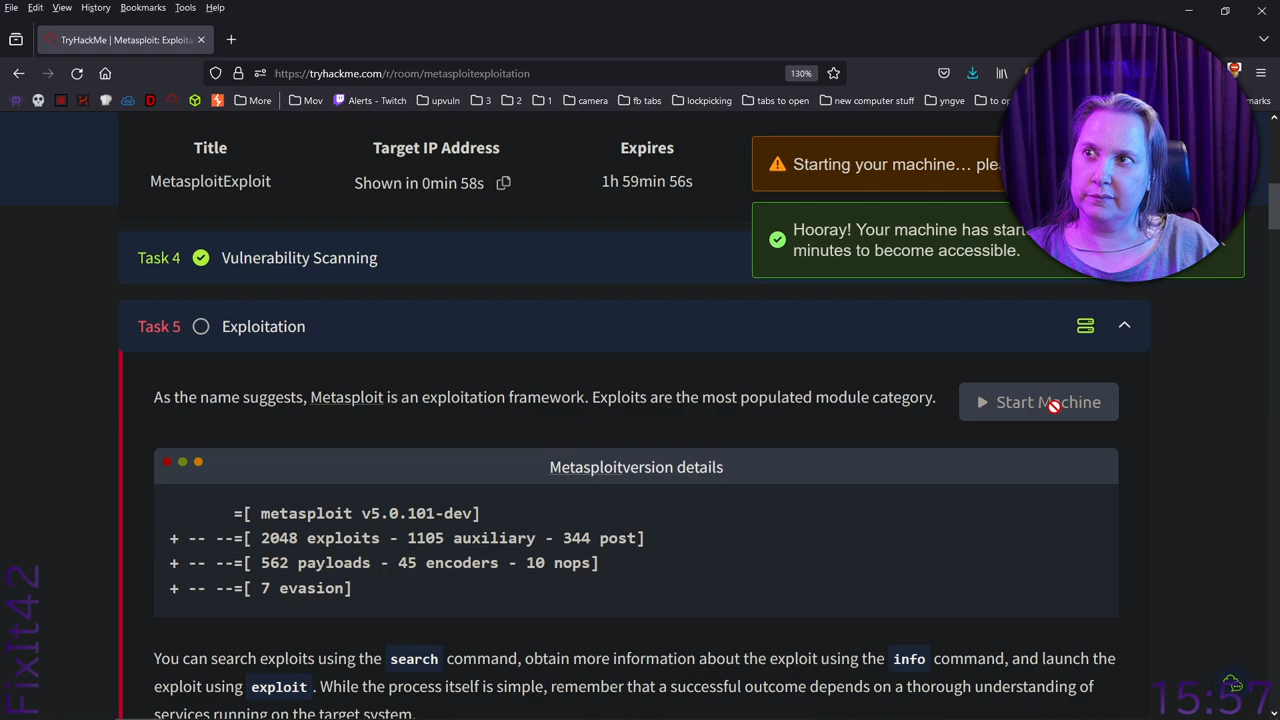 File Edit View History Bookmarks Tools Help
TryHackMe | Metasploit: Exploita
https://tryhackme.com/r/room/metasploitexploitation
130%
More Mov Alerts - Twitch upvuln 3 2 1 camera fb tabs lockpicking tabs to open new computer stuff yngve to o marks
Title Target IP Address Expires
MetasploitExploit Shown in 0min 58s 1h 59min 56s
Starting your machine… plea
Hooray! Your machine has start
minutes to become accessible.
Task 4 Vulnerability Scanning
Task 5 Exploitation
As the name suggests, Metasploit is an exploitation framework. Exploits are the most populated module category.
Start Machine
Metasploitversion details
=[ metasploit v5.0.101-dev]
+ -- --=[ 2048 exploits - 1105 auxiliary - 344 post]
+ -- --=[ 562 payloads - 45 encoders - 10 nops]
+ -- --=[ 7 evasion]
You can search exploits using the search command, obtain more information about the exploit using the info command, and launch the
exploit using exploit. While the process itself is simple, remember that a successful outcome depends on a thorough understanding of
services running on the target system.
FixIt42
15:57